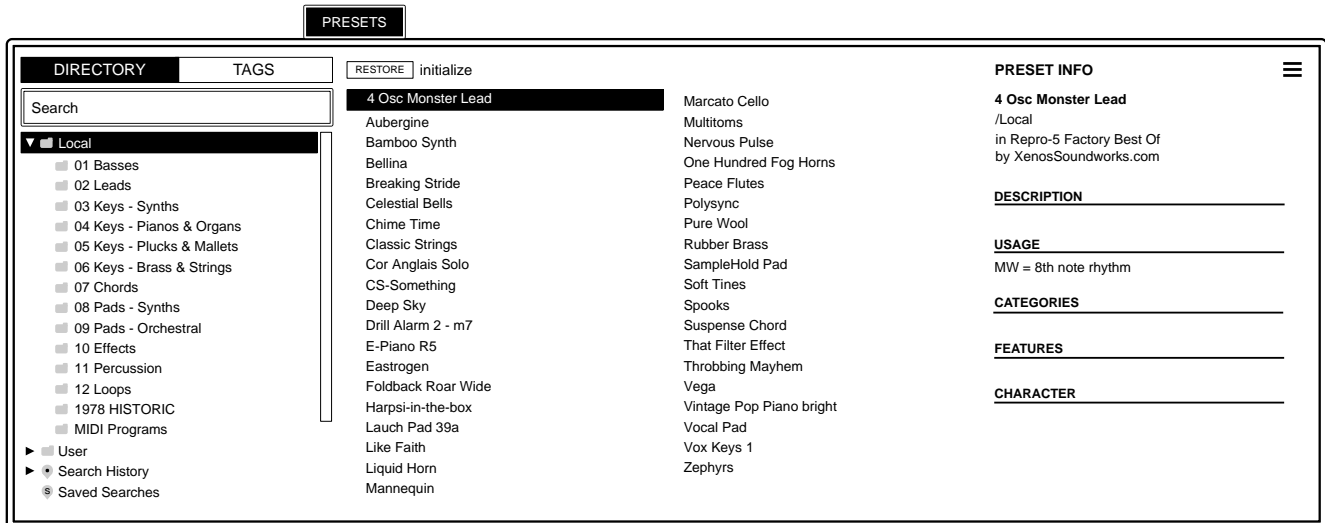 PRESETS
DIRECTORY
TAGS
Search
Local
01 Basses
02 Leads
03 Keys - Synths
04 Keys - Pianos & Organs
05 Keys - Plucks & Mallets
06 Keys - Brass & Strings
07 Chords
08 Pads - Synths
09 Pads - Orchestral
10 Effects
11 Percussion
12 Loops
1978 HISTORIC
MIDI Programs
User
Search History
S Saved Searches
RESTORE initialize
4 Osc Monster Lead
Aubergine
Bamboo Synth
Bellina
Breaking Stride
Celestial Bells
Chime Time
Classic Strings
Cor Anglais Solo
CS-Something
Deep Sky
Drill Alarm 2 - m7
E-Piano R5
Eastrogen
Foldback Roar Wide
Harpsi-in-the-box
Lauch Pad 39a
Like Faith
Liquid Horn
Mannequin
Marcato Cello
Multitoms
Nervous Pulse
One Hundred Fog Horns
Peace Flutes
Polysync
Pure Wool
Rubber Brass
SampleHold Pad
Soft Tines
Spooks
Suspense Chord
That Filter Effect
Throbbing Mayhem
Vega
Vintage Pop Piano bright
Vocal Pad
Vox Keys 1
Zephyrs
PRESET INFO
4 Osc Monster Lead
/Local
in Repro-5 Factory Best Of
by XenosSoundworks.com
DESCRIPTION
USAGE
MW = 8th note rhythm
CATEGORIES
FEATURES
CHARACTER